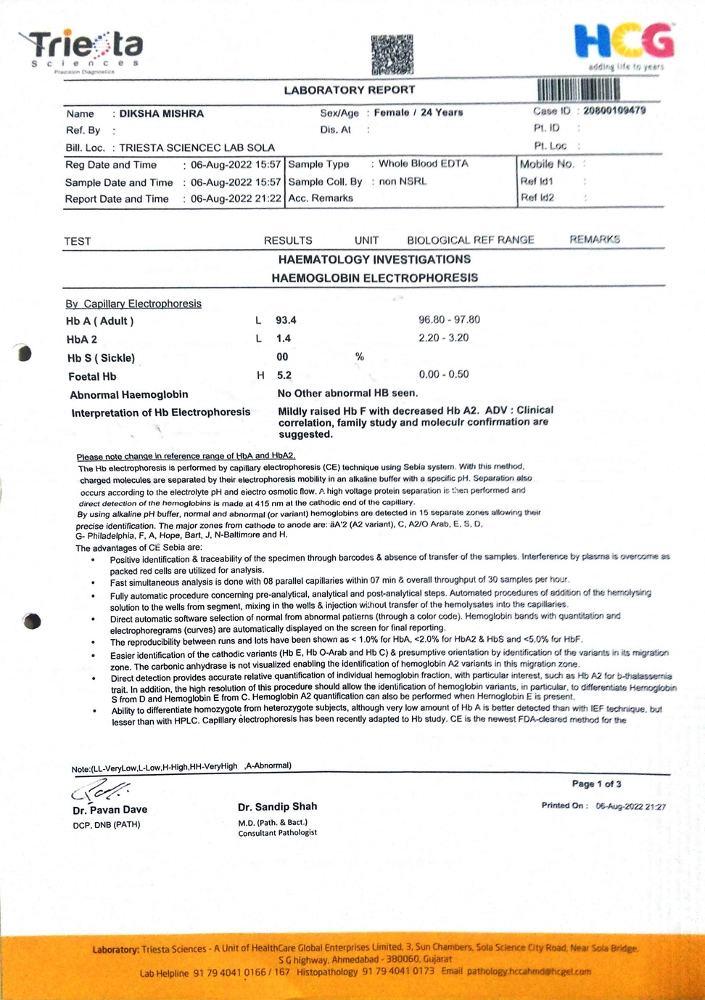 Triesta
Sciences
Precision Diagnostics
HCG
adding life to years
LABORATORY REPORT
Name : DIKSHA MISHRA Sex/Age : Female / 24 Years Case ID : 20800109479
Ref. By : Dis. At : Pt. ID :
Bill. Loc. : TRIESTA SCIENCEC LAB SOLA Pt. Loc :
Reg Date and Time : 06-Aug-2022 15:57 Sample Type : Whole Blood EDTA Mobile No. :
Sample Date and Time : 06-Aug-2022 15:57 Sample Coll. By : non NSRL Ref Id1 :
Report Date and Time : 06-Aug-2022 21:22 Acc. Remarks Ref Id2 :
TEST RESULTS UNIT BIOLOGICAL REF RANGE REMARKS
HAEMATOLOGY INVESTIGATIONS
HAEMOGLOBIN ELECTROPHORESIS
By Capillary Electrophoresis
Hb A ( Adult ) L 93.4 96.80 - 97.80
HbA 2 L 1.4 2.20 - 3.20
Hb S ( Sickle) 00 %
Foetal Hb H 5.2 0.00 - 0.50
Abnormal Haemoglobin No Other abnormal HB seen.
Interpretation of Hb Electrophoresis Mildly raised Hb F with decreased Hb A2. ADV : Clinical
correlation, family study and moleculr confirmation are
suggested.
Please note change in reference range of HbA and HbA2.
The Hb electrophoresis is performed by capillary electrophoresis (CE) technique using Sebia system. With this method,
charged molecules are separated by their electrophoresis mobility in an alkaline buffer with a specific pH. Separation also
occurs according to the electrolyte pH and electro osmotic flow. A high voltage protein separation is then performed and
direct detection of the hemoglobins is made at 415 nm at the cathodic end of the capillary.
By using alkaline pH buffer, normal and abnormal (or variant) hemoglobins are detected in 15 separate zones allowing their
precise identification. The major zones from cathode to anode are: äA'2 (A2 variant), C, A2/O Arab, E, S, D,
G- Philadelphia, F, A, Hope, Bart, J, N-Baltimore and H.
The advantages of CE Sebia are:
• Positive identification & traceability of the specimen through barcodes & absence of transfer of the samples. Interference by plasma is overcome as
packed red cells are utilized for analysis.
• Fast simultaneous analysis is done with 08 parallel capillaries within 07 min & overall throughput of 30 samples per hour.
• Fully automatic procedure concerning pre-analytical, analytical and post-analytical steps. Automated procedures of addition of the hemolysing
solution to the wells from segment, mixing in the wells & injection without transfer of the hemolysates into the capillaries.
• Direct automatic software selection of normal from abnormal patterns (through a color code). Hemoglobin bands with quantitation and
electrophoregrams (curves) are automatically displayed on the screen for final reporting.
• The reproducibility between runs and lots have been shown as < 1.0% for HbA, <2.0% for HbA2 & HbS and <5.0% for HbF.
• Easier identification of the cathodic variants (Hb E, Hb O-Arab and Hb C) & presumptive orientation by identification of the variants in its migration
zone. The carbonic anhydrase is not visualized enabling the identification of hemoglobin A2 variants in this migration zone.
• Direct detection provides accurate relative quantification of individual hemoglobin fraction, with particular interest, such as Hb A2 for b-thalassemia
trait. In addition, the high resolution of this procedure should allow the identification of hemoglobin variants, in particular, to differentiate Hemoglobin
S from D and Hemoglobin E from C. Hemoglobin A2 quantification can also be performed when Hemoglobin E is present.
• Ability to differentiate homozygote from heterozygote subjects, although very low amount of Hb A is better detected than with IEF technique, but
lesser than with HPLC. Capillary electrophoresis has been recently adapted to Hb study. CE is the newest FDA-cleared method for the
Note:(LL-VeryLow,L-Low,H-High,HH-VeryHigh ,A-Abnormal)
Page 1 of 3
Dr. Pavan Dave Dr. Sandip Shah Printed On : 06-Aug-2022 21:27
DCP, DNB (PATH) M.D. (Path. & Bact.)
Consultant Pathologist
Laboratory: Triesta Sciences - A Unit of HealthCare Global Enterprises Limited, 3, Sun Chambers, Sola Science City Road, Near Sola Bridge,
S G highway, Ahmedabad - 380060, Gujarat
Lab Helpline 91 79 4041 0166 / 167 Histopathology 91 79 4041 0173 Email pathology.hccahmd@hcgel.com